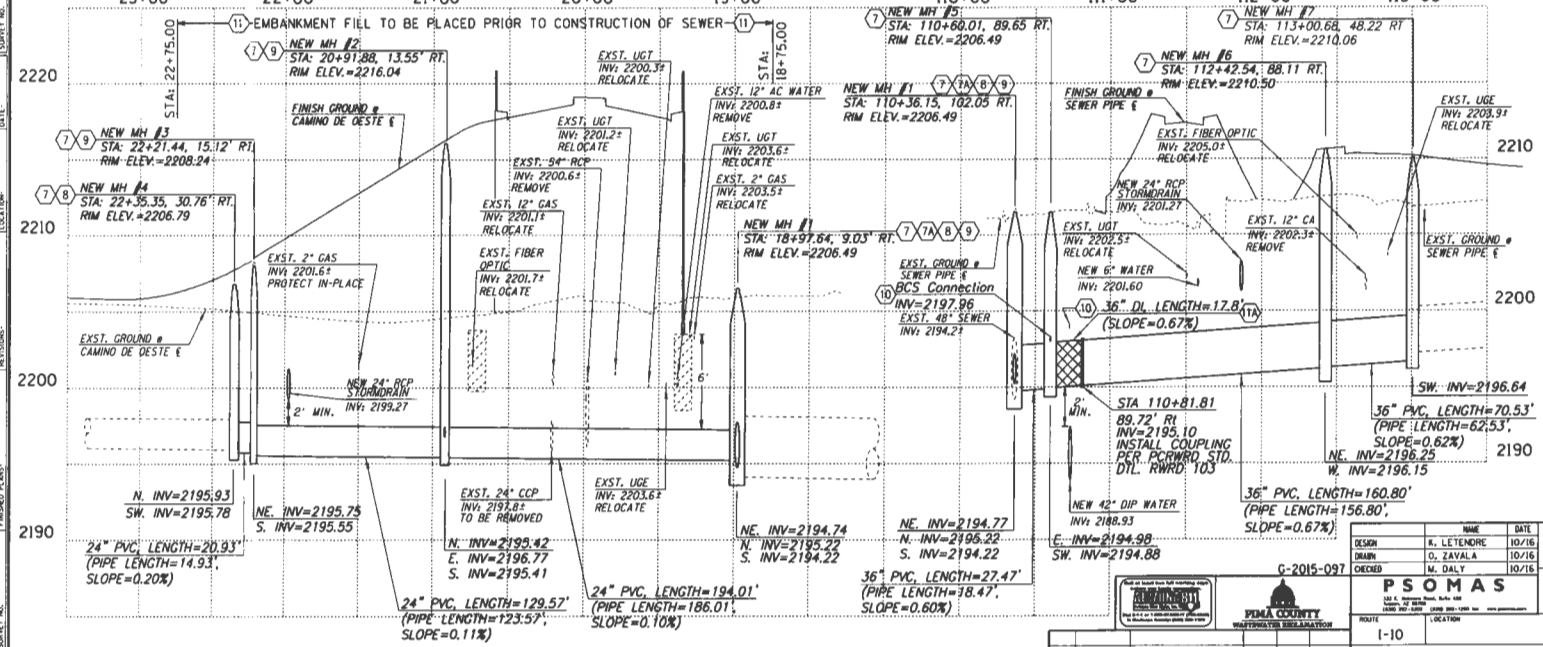 11 EMBANKMENT FILL TO BE PLACED PRIOR TO CONSTRUCTION OF SEWER 11
STA: 22+75.00
STA: 18+75.00
2220
2210
2200
2190
7 9 NEW MH #2
STA: 20+91.88, 13.55' RT.
RIM ELEV.=2216.04
7 9 NEW MH #3
STA: 22+21.44, 15.12' RT.
RIM ELEV.=2208.24
7 8 NEW MH #4
STA: 22+35.35, 30.76' RT.
RIM ELEV.=2206.79
FINISH GROUND @
CAMINO DE OESTE ℄
EXST. 2" GAS
INV: 2201.6±
PROTECT IN-PLACE
EXST. GROUND @
CAMINO DE OESTE ℄
NEW 24" RCP
STORMDRAIN
INV: 2199.27
2' MIN.
EXST. UGT
INV: 2200.3±
RELOCATE
EXST. UGT
INV: 2201.2±
RELOCATE
EXST. 54" RCP
INV: 2200.6±
REMOVE
EXST. 12" GAS
INV: 2201.1±
RELOCATE
EXST. FIBER
OPTIC
INV: 2201.7±
RELOCATE
EXST. 12" AC WATER
INV: 2200.8±
REMOVE
EXST. UGT
INV: 2203.6±
RELOCATE
EXST. 2" GAS
INV: 2203.5±
RELOCATE
NEW MH #1 7 7A 8 9
STA: 18+97.64, 9.03' RT.
RIM ELEV.=2206.49
6'
N. INV=2195.93
SW. INV=2195.78
24" PVC, LENGTH=20.93'
(PIPE LENGTH=14.93',
SLOPE=0.20%)
NE. INV=2195.75
S. INV=2195.55
24" PVC, LENGTH=129.57'
(PIPE LENGTH=123.57',
SLOPE=0.11%)
N. INV=2195.42
E. INV=2196.77
S. INV=2195.41
EXST. 24" CCP
INV: 2197.8±
TO BE REMOVED
24" PVC, LENGTH=194.01'
(PIPE LENGTH=186.01',
SLOPE=0.10%)
EXST. UGE
INV: 2203.6±
RELOCATE
NE. INV=2194.74
N. INV=2195.22
S. INV=2194.22
7 NEW MH #5
STA: 110+60.01, 89.65 RT.
RIM ELEV.=2206.49
NEW MH #1 7 7A 8 9
STA: 110+36.15, 102.05 RT.
RIM ELEV.=2206.49
7 NEW MH #7
STA: 113+00.68, 48.22 RT.
RIM ELEV.=2210.06
7 NEW MH #6
STA: 112+42.54, 88.11 RT.
RIM ELEV.=2210.50
FINISH GROUND @
SEWER PIPE ℄
EXST. UGE
INV: 2203.9±
RELOCATE
EXST. FIBER OPTIC
INV: 2205.0±
RELOCATE
NEW 24" RCP
STORMDRAIN
INV: 2201.27
EXST. UGT
INV: 2202.5±
RELOCATE
NEW 6" WATER
INV: 2201.60
EXST. 12" CA
INV: 2202.3±
REMOVE
EXST. GROUND @
SEWER PIPE ℄
EXST. GROUND @
SEWER PIPE ℄
10 BCS Connection
INV=2197.96
EXST. 48" SEWER
INV: 2194.2±
10 36" DI, LENGTH=17.8'
(SLOPE=0.67%) 11A
2210
2200
2190
2' MIN.
STA 110+81.81
89.72' Rt
INV=2195.10
INSTALL COUPLING
PER PCRWRD STD.
DTL. RWRD 103
NEW 42" DIP WATER
INV: 2188.93
NE. INV=2194.77
N. INV=2195.22
S. INV=2194.22
E. INV=2194.98
SW. INV=2194.88
36" PVC, LENGTH=27.47'
(PIPE LENGTH=18.47',
SLOPE=0.60%)
36" PVC, LENGTH=160.80'
(PIPE LENGTH=156.80',
SLOPE=0.67%)
NE. INV=2196.25
W. INV=2196.15
36" PVC, LENGTH=70.53'
(PIPE LENGTH=62.53',
SLOPE=0.62%)
SW. INV=2196.64
G-2015-097
NAME DATE
DESIGN K. LETENDRE 10/16
DRAWN O. ZAVALA 10/16
CHECKED M. DALY 10/16
PSOMAS
PIMA COUNTY
WASTEWATER RECLAMATION
ROUTE LOCATION
I-10